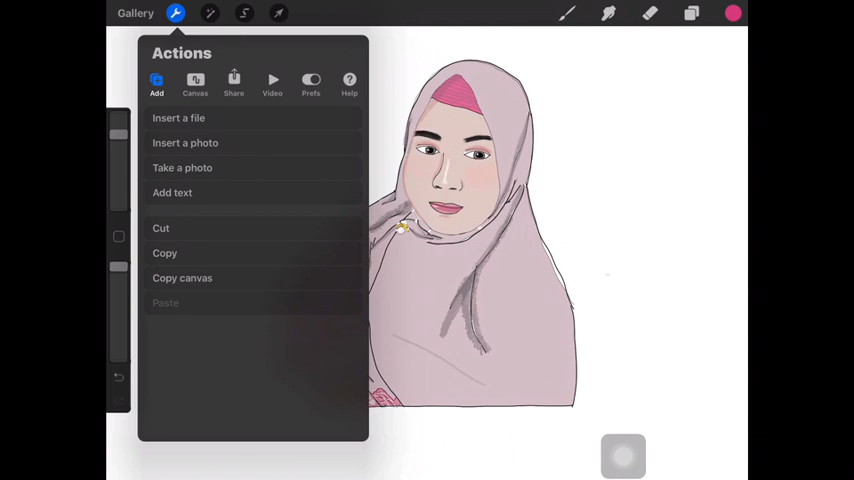 Gallery
Actions
Add Canvas Share Video Prefs Help
Insert a file
Insert a photo
Take a photo
Add text
Cut
Copy
Copy canvas
Paste